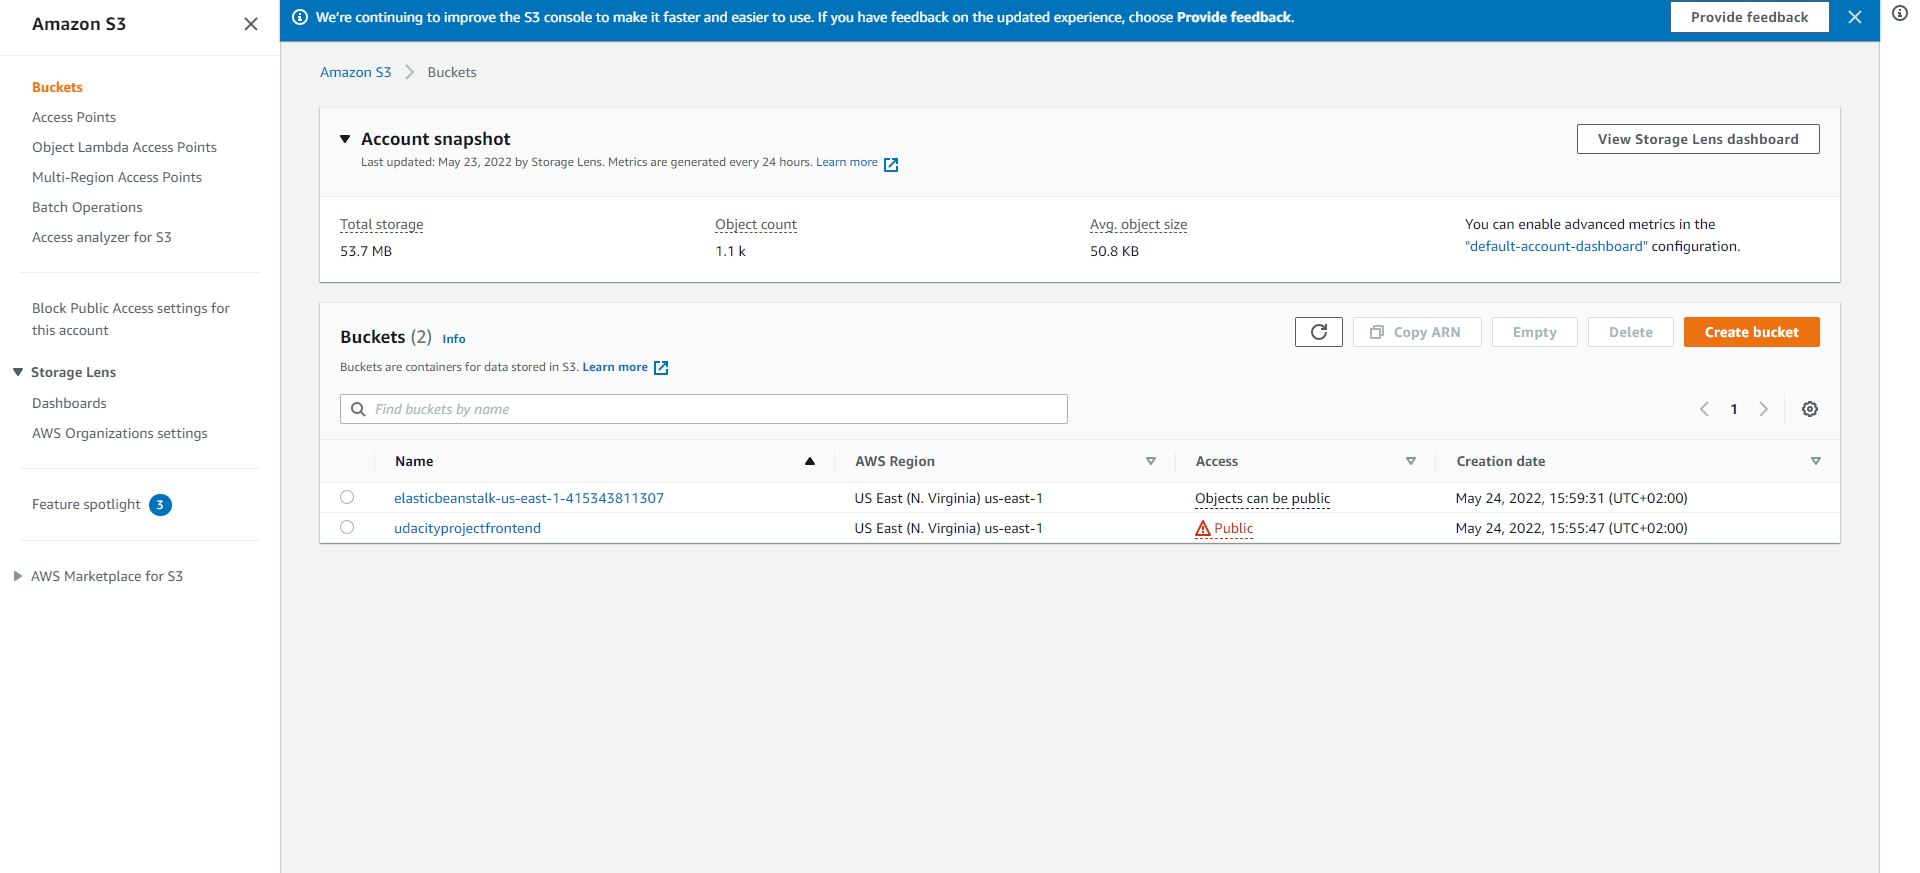 Amazon S3
Buckets
Access Points
Object Lambda Access Points
Multi-Region Access Points
Batch Operations
Access analyzer for S3
Block Public Access settings for
this account
Storage Lens
Dashboards
AWS Organizations settings
Feature spotlight 3
AWS Marketplace for S3
We're continuing to improve the S3 console to make it faster and easier to use. If you have feedback on the updated experience, choose Provide feedback.
Provide feedback
Amazon S3 > Buckets
Account snapshot
Last updated: May 23, 2022 by Storage Lens. Metrics are generated every 24 hours. Learn more
View Storage Lens dashboard
Total storage
53.7 MB
Object count
1.1 k
Avg. object size
50.8 KB
You can enable advanced metrics in the
"default-account-dashboard" configuration.
Buckets (2) Info
Buckets are containers for data stored in S3. Learn more
Copy ARN
Empty
Delete
Create bucket
Find buckets by name
1
Name AWS Region Access Creation date
elasticbeanstalk-us-east-1-415343811307 US East (N. Virginia) us-east-1 Objects can be public May 24, 2022, 15:59:31 (UTC+02:00)
udacityprojectfrontend US East (N. Virginia) us-east-1 Public May 24, 2022, 15:55:47 (UTC+02:00)